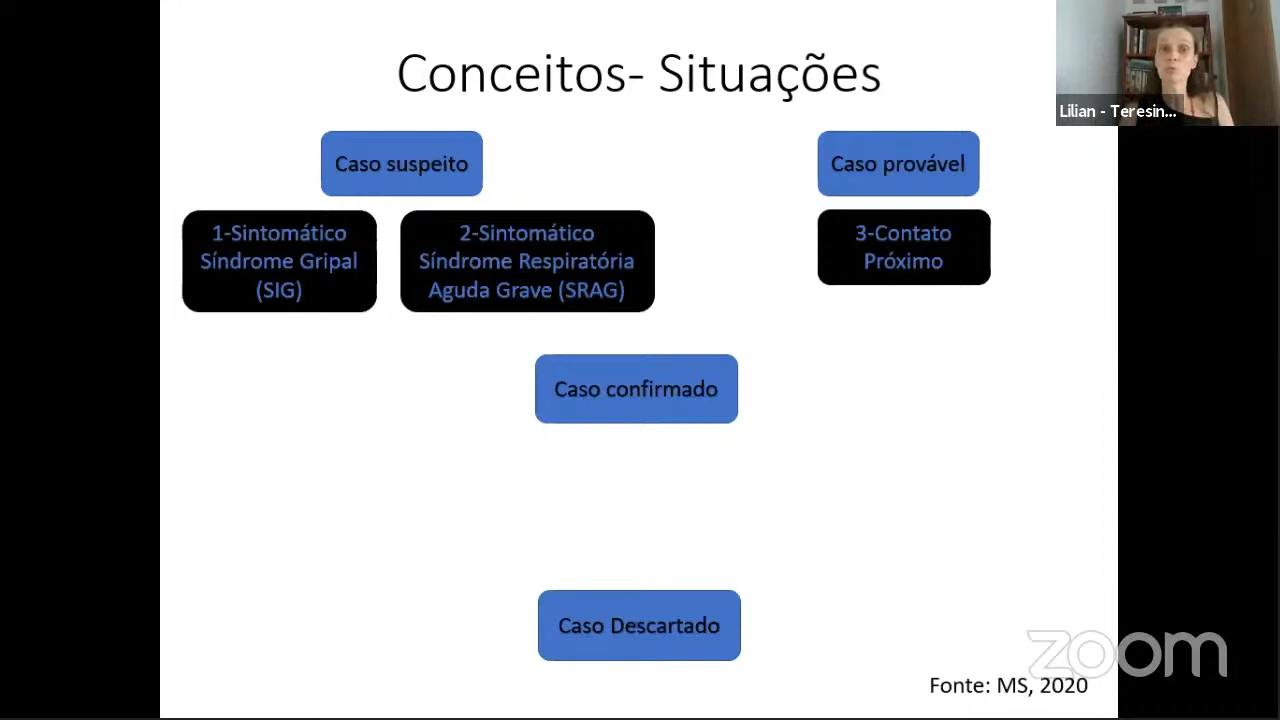 Conceitos- Situações
Lilian - Teresin...
Caso suspeito
Caso provável
1-Sintomático
Síndrome Gripal
(SIG)
2-Sintomático
Síndrome Respiratória
Aguda Grave (SRAG)
3-Contato
Próximo
Caso confirmado
Caso Descartado
zoom
Fonte: MS, 2020